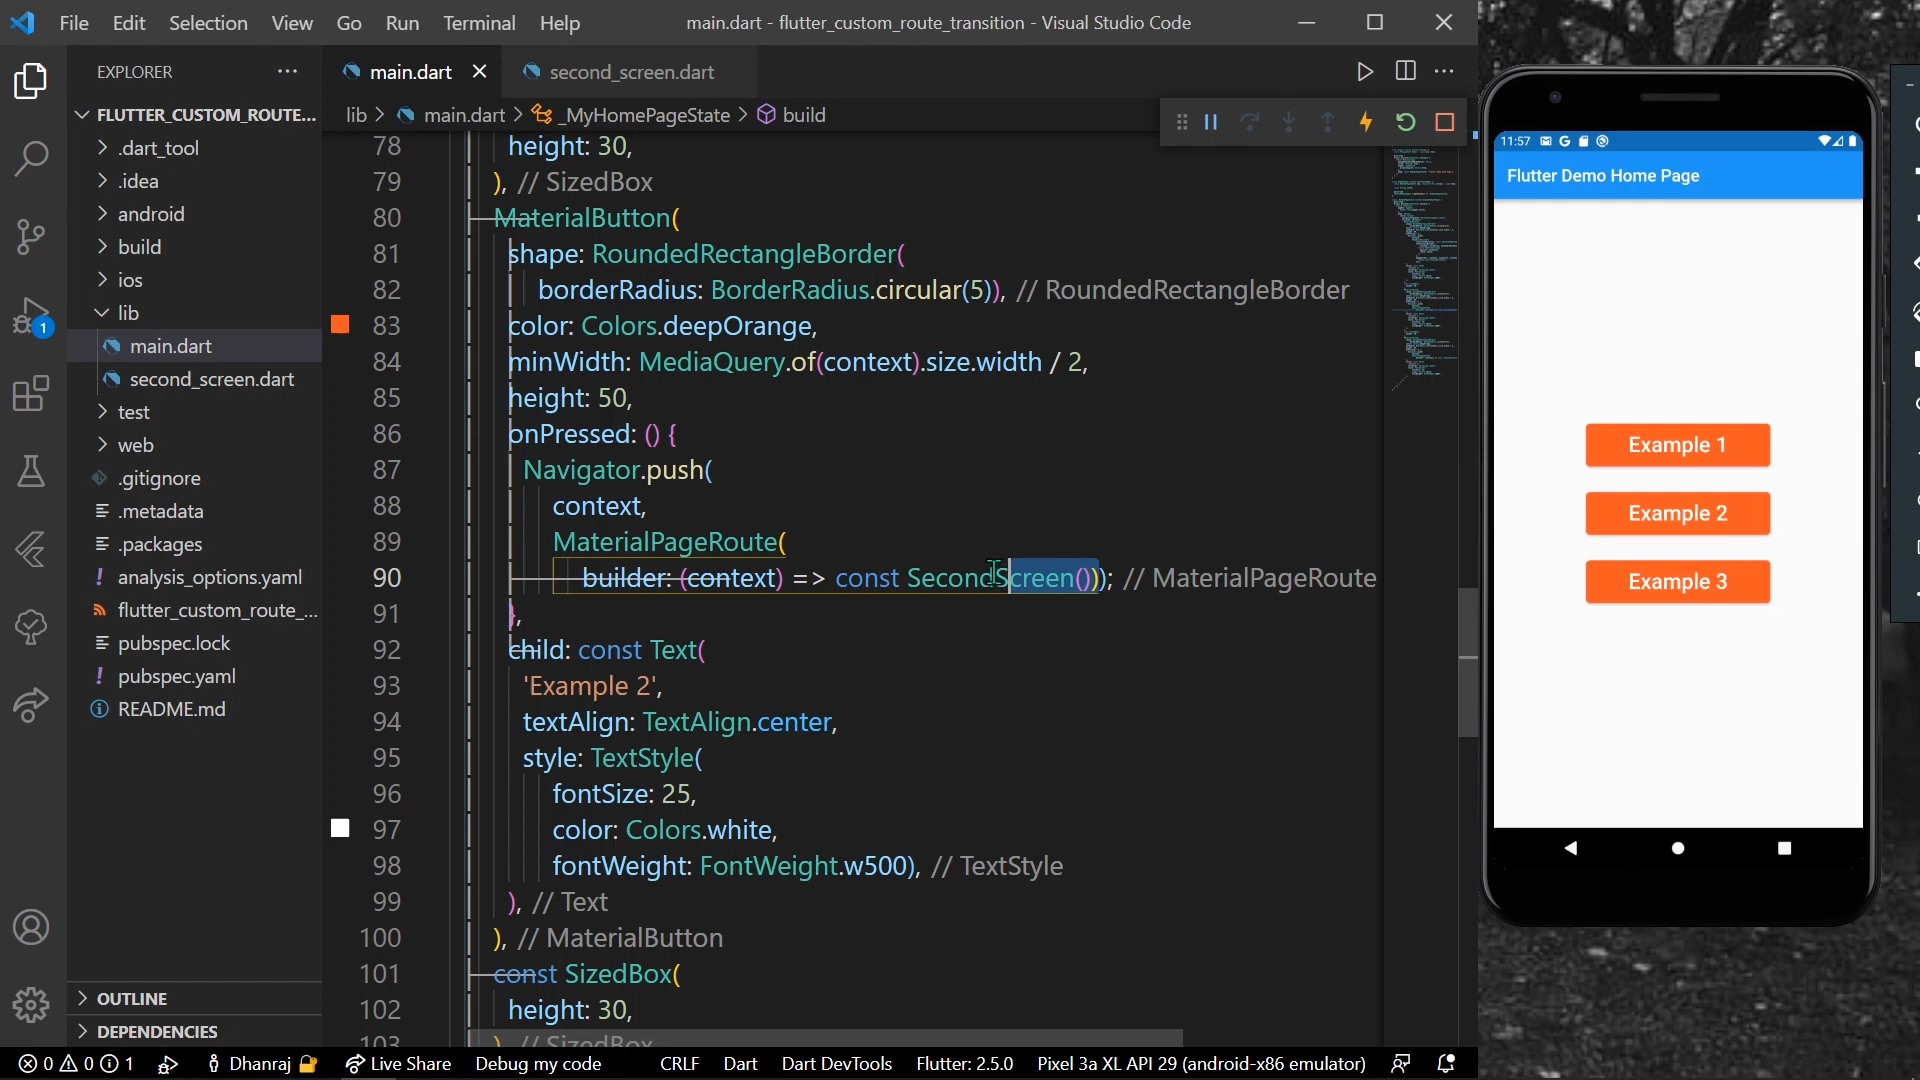 File Edit Selection View Go Run Terminal Help main.dart - flutter_custom_route_transition - Visual Studio Code
EXPLORER
FLUTTER_CUSTOM_ROUTE...
.dart_tool
.idea
android
build
ios
lib
main.dart
second_screen.dart
test
web
.gitignore
.metadata
.packages
analysis_options.yaml
flutter_custom_route_...
pubspec.lock
pubspec.yaml
README.md
OUTLINE
DEPENDENCIES
1
main.dart second_screen.dart
lib > main.dart > _MyHomePageState > build
78 height: 30,
79 ), // SizedBox
80 MaterialButton(
81 shape: RoundedRectangleBorder(
82 borderRadius: BorderRadius.circular(5)), // RoundedRectangleBorder
83 color: Colors.deepOrange,
84 minWidth: MediaQuery.of(context).size.width / 2,
85 height: 50,
86 onPressed: () {
87 Navigator.push(
88 context,
89 MaterialPageRoute(
90 builder: (context) => const SecondScreen())); // MaterialPageRoute
91 },
92 child: const Text(
93 'Example 2',
94 textAlign: TextAlign.center,
95 style: TextStyle(
96 fontSize: 25,
97 color: Colors.white,
98 fontWeight: FontWeight.w500), // TextStyle
99 ), // Text
100 ), // MaterialButton
101 const SizedBox(
102 height: 30,
103 ), // SizedBox
0 0 1 Dhanraj Live Share Debug my code CRLF Dart Dart DevTools Flutter: 2.5.0 Pixel 3a XL API 29 (android-x86 emulator)
11:57
Flutter Demo Home Page
Example 1
Example 2
Example 3